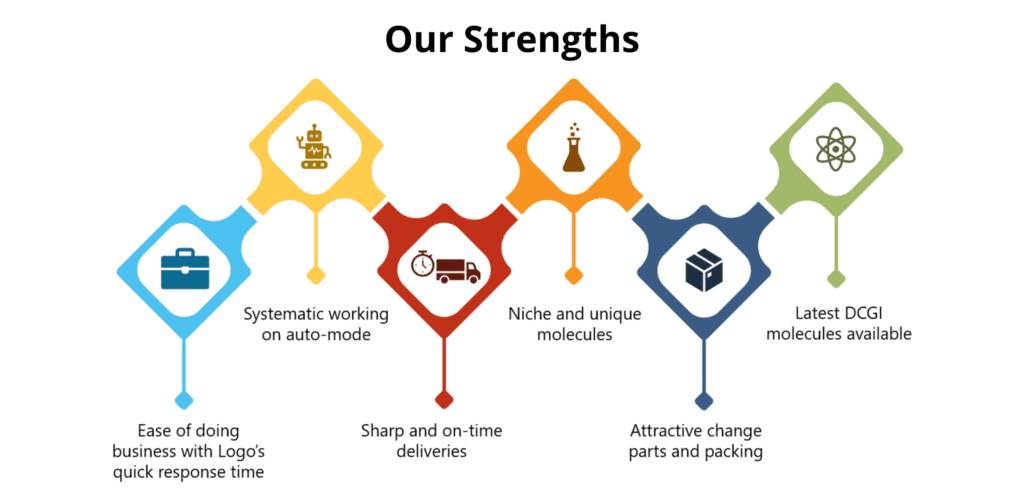 Our Strengths
Systematic working
on auto-mode
Niche and unique
molecules
Latest DCGI
molecules available
Ease of doing
business with Logo’s
quick response time
Sharp and on-time
deliveries
Attractive change
parts and packing